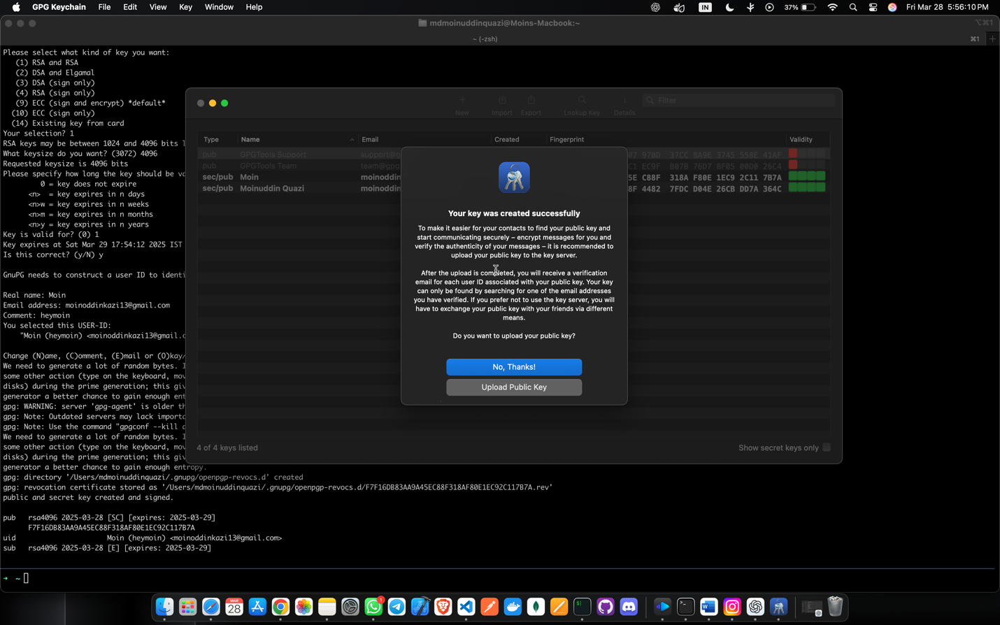 GPG Keychain File Edit View Key Window Help
IN 37% Fri Mar 28 5:56:10 PM
mdmoinuddinquazi@Moins-Macbook:~
⌥⌘1
~ (-zsh)
⌘1 +
Please select what kind of key you want:
(1) RSA and RSA
(2) DSA and Elgamal
(3) DSA (sign only)
(4) RSA (sign only)
(9) ECC (sign and encrypt) *default*
(10) ECC (sign only)
(14) Existing key from card
Your selection? 1
RSA keys may be between 1024 and 4096 bits
What keysize do you want? (3072) 4096
Requested keysize is 4096 bits
Please specify how long the key should be
0 = key does not expire
<n> = key expires in n days
<n>w = key expires in n weeks
<n>m = key expires in n months
<n>y = key expires in n years
Key is valid for? (0) 1
Key expires at Sat Mar 29 17:54:12 2025 IST
Is this correct? (y/N) y
GnuPG needs to construct a user ID to
Real name: Moin
Email address: moinoddinkazi13@gmail.com
Comment: heymoin
You selected this USER-ID:
"Moin (heymoin) <moinoddinkazi13@gmail.
Change (N)ame, (C)omment, (E)mail or (O)kay/
We need to generate a lot of random bytes.
some other action (type on the keyboard,
disks) during the prime generation; this
generator a better chance to gain enough
gpg: WARNING: server 'gpg-agent' is older
gpg: Note: Outdated servers may lack
gpg: Note: Use the command "gpgconf --kill
We need to generate a lot of random bytes.
some other action (type on the keyboard,
disks) during the prime generation; this
generator a better chance to gain enough entropy.
gpg: directory '/Users/mdmoinuddinquazi/.gnupg/openpgp-revocs.d' created
gpg: revocation certificate stored as '/Users/mdmoinuddinquazi/.gnupg/openpgp-revocs.d/F7F16DB83AA9A45EC88F318AF80E1EC92C117B7A.rev'
public and secret key created and signed.
pub rsa4096 2025-03-28 [SC] [expires: 2025-03-29]
F7F16DB83AA9A45EC88F318AF80E1EC92C117B7A
uid Moin (heymoin) <moinoddinkazi13@gmail.com>
sub rsa4096 2025-03-28 [E] [expires: 2025-03-29]
~
New Import Export Lookup Key Details Filter
Type Name Email Created Fingerprint Validity
pub GPGTools Support support@g 970D 37CC 8A9E 3745 558E 41AF
pub GPGTools Team team@gpg EC9F B07B 76D7 8F05 00D0 26C4
sec/pub Moin moinoddin 5E C88F 318A F80E 1EC9 2C11 7B7A
sec/pub Moinuddin Quazi moinoddin 8F 4482 7FDC D04E 26CB DD7A 364C
Your key was created successfully
To make it easier for your contacts to find your public key and
start communicating securely – encrypt messages for you and
verify the authenticity of your messages – it is recommended to
upload your public key to the key server.
After the upload is completed, you will receive a verification
email for each user ID associated with your public key. Your key
can only be found by searching for one of the email addresses
you have verified. If you prefer not to use the key server, you will
have to exchange your public key with your friends via different
means.
Do you want to upload your public key?
No, Thanks!
Upload Public Key
4 of 4 keys listed
Show secret keys only
MAR
28
1